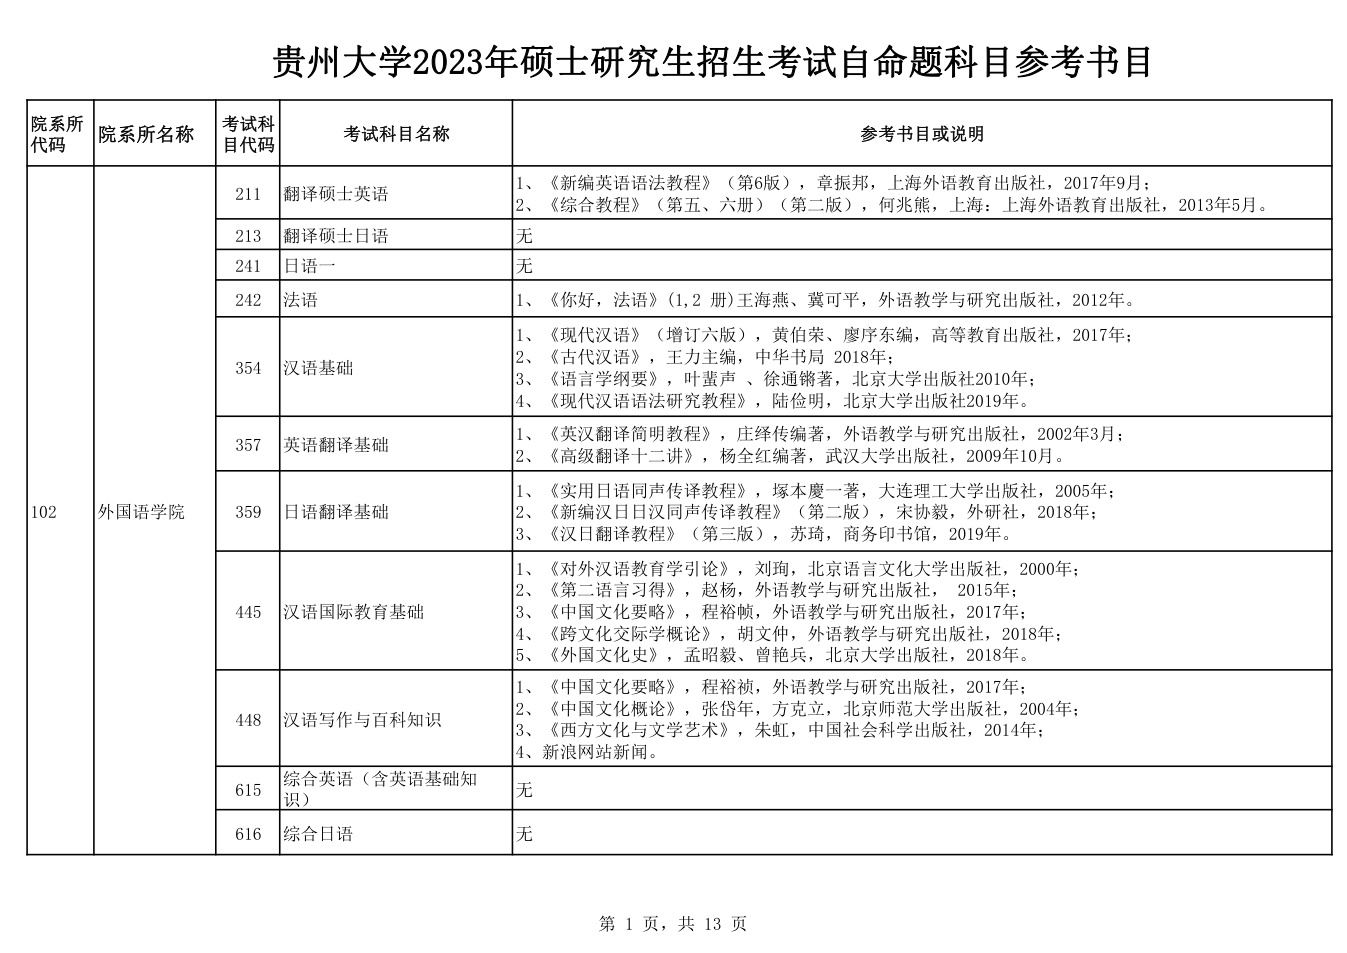 贵州大学2023年硕士研究生招生考试自命题科目参考书目
院系所代码 院系所名称 考试科目代码 考试科目名称 参考书目或说明
102 外国语学院
211 翻译硕士英语
1、《新编英语语法教程》（第6版），章振邦，上海外语教育出版社，2017年9月；
2、《综合教程》（第五、六册）（第二版），何兆熊，上海：上海外语教育出版社，2013年5月。
213 翻译硕士日语 无
241 日语一 无
242 法语 1、《你好，法语》(1,2 册)王海燕、冀可平，外语教学与研究出版社，2012年。
354 汉语基础
1、《现代汉语》（增订六版），黄伯荣、廖序东编，高等教育出版社，2017年；
2、《古代汉语》，王力主编，中华书局 2018年；
3、《语言学纲要》，叶蜚声 、徐通锵著，北京大学出版社2010年；
4、《现代汉语语法研究教程》，陆俭明，北京大学出版社2019年。
357 英语翻译基础
1、《英汉翻译简明教程》，庄绎传编著，外语教学与研究出版社，2002年3月；
2、《高级翻译十二讲》，杨全红编著，武汉大学出版社，2009年10月。
359 日语翻译基础
1、《实用日语同声传译教程》，塚本慶一著，大连理工大学出版社，2005年；
2、《新编汉日日汉同声传译教程》（第二版），宋协毅，外研社，2018年；
3、《汉日翻译教程》（第三版），苏琦，商务印书馆，2019年。
445 汉语国际教育基础
1、《对外汉语教育学引论》，刘珣，北京语言文化大学出版社，2000年；
2、《第二语言习得》，赵杨，外语教学与研究出版社， 2015年；
3、《中国文化要略》，程裕帧，外语教学与研究出版社，2017年；
4、《跨文化交际学概论》，胡文仲，外语教学与研究出版社，2018年；
5、《外国文化史》，孟昭毅、曾艳兵，北京大学出版社，2018年。
448 汉语写作与百科知识
1、《中国文化要略》，程裕祯，外语教学与研究出版社，2017年；
2、《中国文化概论》，张岱年，方克立，北京师范大学出版社，2004年；
3、《西方文化与文学艺术》，朱虹，中国社会科学出版社，2014年；
4、新浪网站新闻。
615 综合英语（含英语基础知识） 无
616 综合日语 无
第 1 页，共 13 页